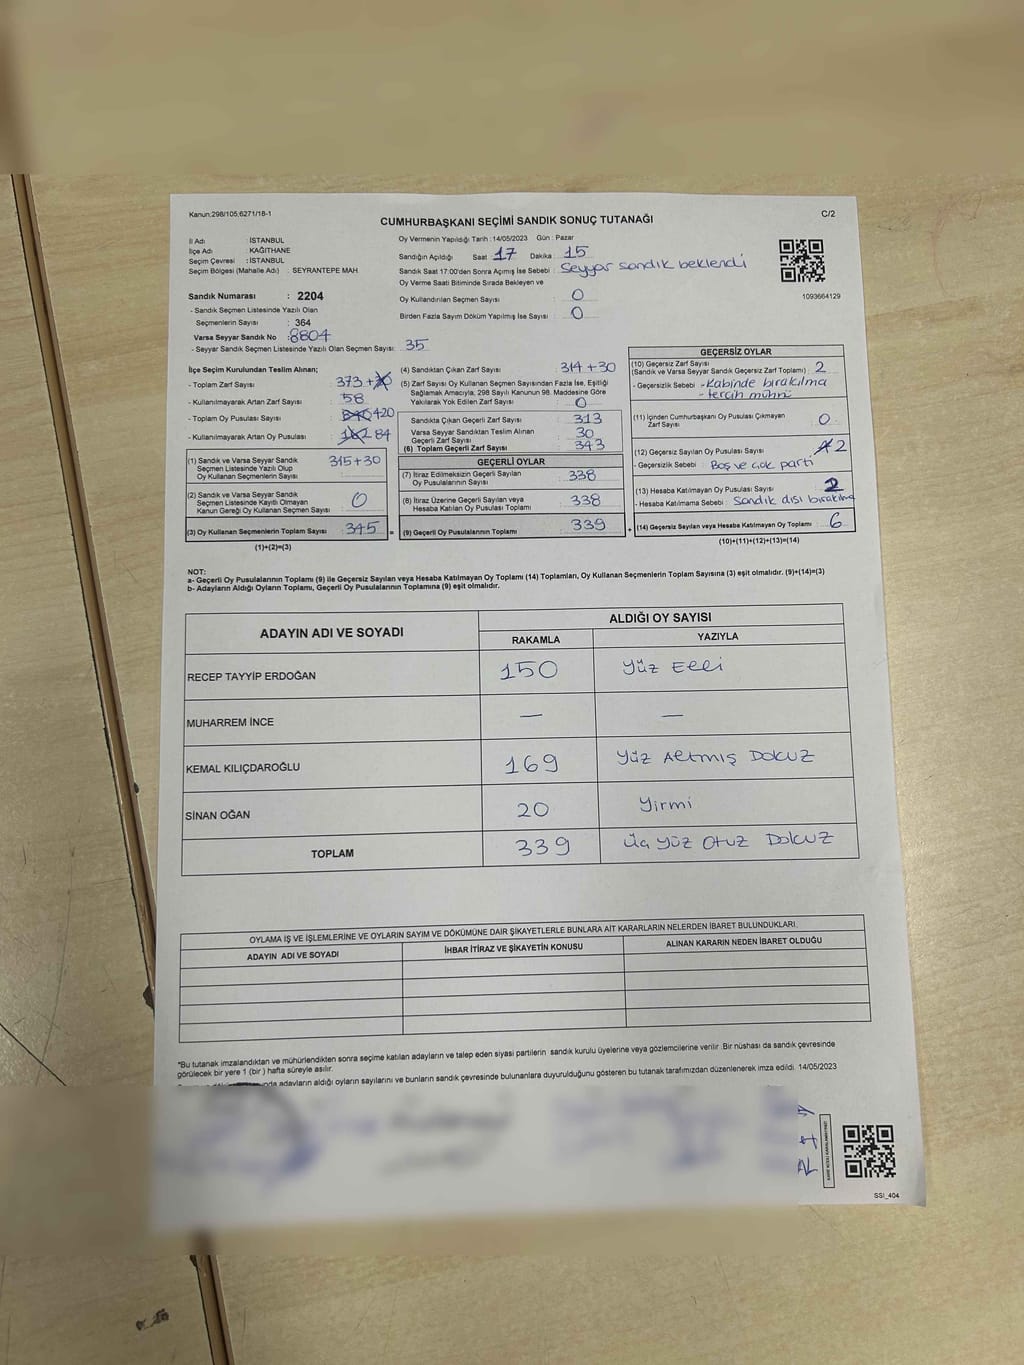 Kanun:298/105;6271/18-1
CUMHURBAŞKANI SEÇİMİ SANDIK SONUÇ TUTANAĞI
C/2
İl Adı : İSTANBUL
İlçe Adı : KAĞITHANE
Seçim Çevresi : İSTANBUL
Seçim Bölgesi (Mahalle Adı) : SEYRANTEPE MAH.
Sandık Numarası : 2204
- Sandık Seçmen Listesinde Yazılı Olan
Seçmenlerin Sayısı : 364
Varsa Seyyar Sandık No : 8804
- Seyyar Sandık Seçmen Listesinde Yazılı Olan Seçmen Sayısı: 35
Oy Vermenin Yapıldığı Tarih : 14/05/2023 Gün : Pazar
Sandığın Açıldığı Saat 17 Dakika : 15
Sandık Saat 17:00'den Sonra Açımış İse Sebebi : Seyyar sandık beklendi
Oy Verme Saati Bitiminde Sırada Bekleyen ve
Oy Kullandırılan Seçmen Sayısı : 0
Birden Fazla Sayım Döküm Yapılmış İse Sayısı : 0
1093664129
İlçe Seçim Kurulundan Teslim Alınan;
- Toplam Zarf Sayısı : 373+
- Kullanılmayarak Artan Zarf Sayısı : 58
- Toplam Oy Pusulası Sayısı : 420
- Kullanılmayarak Artan Oy Pusulası : 84
(1) Sandık ve Varsa Seyyar Sandık
Seçmen Listesinde Yazılı Olup
Oy Kullanan Seçmenlerin Sayısı : 315+30
(2) Sandık ve Varsa Seyyar Sandık
Seçmen Listesinde Kayıtlı Olmayan
Kanun Gereği Oy Kullanan Seçmen Sayısı : 0
(3) Oy Kullanan Seçmenlerin Toplam Sayısı : 345 =
(1)+(2)=(3)
(4) Sandıktan Çıkan Zarf Sayısı : 314+30
(5) Zarf Sayısı Oy Kullanan Seçmen Sayısından Fazla İse, Eşitliği
Sağlamak Amacıyla, 298 Sayılı Kanunun 98. Maddesine Göre
Yakılarak Yok Edilen Zarf Sayısı : 0
Sandıkta Çıkan Geçerli Zarf Sayısı : 313
Varsa Seyyar Sandıktan Teslim Alınan
Geçerli Zarf Sayısı : 30
(6) Toplam Geçerli Zarf Sayısı : 343
GEÇERLİ OYLAR
(7) İtiraz Edilmeksizin Geçerli Sayılan
Oy Pusulasının Sayısı : 338
(8) İtiraz Üzerine Geçerli Sayılan veya
Hesaba Katılan Oy Pusulası Toplamı : 338
(9) Geçerli Oy Pusulalarının Toplamı : 339 +
GEÇERSİZ OYLAR
(10) Geçersiz Zarf Sayısı
(Sandık ve Varsa Seyyar Sandık Geçersiz Zarf Toplamı) : 2
- Geçersizlik Sebebi - Kabinde bırakılma
- tercih mührü
(11) İçinden Cumhurbaşkanı Oy Pusulası Çıkmayan
Zarf Sayısı : 0
(12) Geçersiz Sayılan Oy Pusulası Sayısı : 2
- Geçersizlik Sebebi : Boş ve çok parti
(13) Hesaba Katılmayan Oy Pusulası Sayısı : 2
- Hesaba Katılmama Sebebi : Sandık dışı bırakılma
(14) Geçersiz Sayılan veya Hesaba Katılmayan Oy Toplamı : 6
(10)+(11)+(12)+(13)=(14)
NOT:
a- Geçerli Oy Pusulalarının Toplamı (9) ile Geçersiz Sayılan veya Hesaba Katılmayan Oy Toplamı (14) Toplamları, Oy Kullanan Seçmenlerin Toplam Sayısına (3) eşit olmalıdır. (9)+(14)=(3)
b- Adayların Aldığı Oyların Toplamı, Geçerli Oy Pusulalarının Toplamına (9) eşit olmalıdır.
ADAYIN ADI VE SOYADI
ALDIĞI OY SAYISI
RAKAMLA YAZIYLA
RECEP TAYYİP ERDOĞAN 150 Yüz Elli
MUHARREM İNCE — —
KEMAL KILIÇDAROĞLU 169 Yüz Altmış Dokuz
SİNAN OĞAN 20 Yirmi
TOPLAM 339 Üç Yüz Otuz Dokuz
OYLAMA İŞ VE İŞLEMLERİNE VE OYLARIN SAYIM VE DÖKÜMÜNE DAİR ŞİKAYETLERLE BUNLARA AİT KARARLARIN NELERDEN İBARET BULUNDUKLARI.
ADAYIN ADI VE SOYADI İHBAR İTİRAZ VE ŞİKAYETİN KONUSU ALINAN KARARIN NEDEN İBARET OLDUĞU
*Bu tutanak imzalandıktan ve mühürlendikten sonra seçime katılan adayların ve talep eden siyasi partilerin sandık kurulu üyelerine veya gözlemcilerine verilir .Bir nüshası da sandık çevresinde
görülecek bir yere 1 (bir ) hafta süreyle asılır.
adayların aldığı oyların sayılarını ve bunların sandık çevresinde bulunanlara duyurulduğunu gösteren bu tutanak tarafımızdan düzenlenerek imza edildi. 14/05/2023
SSI_404